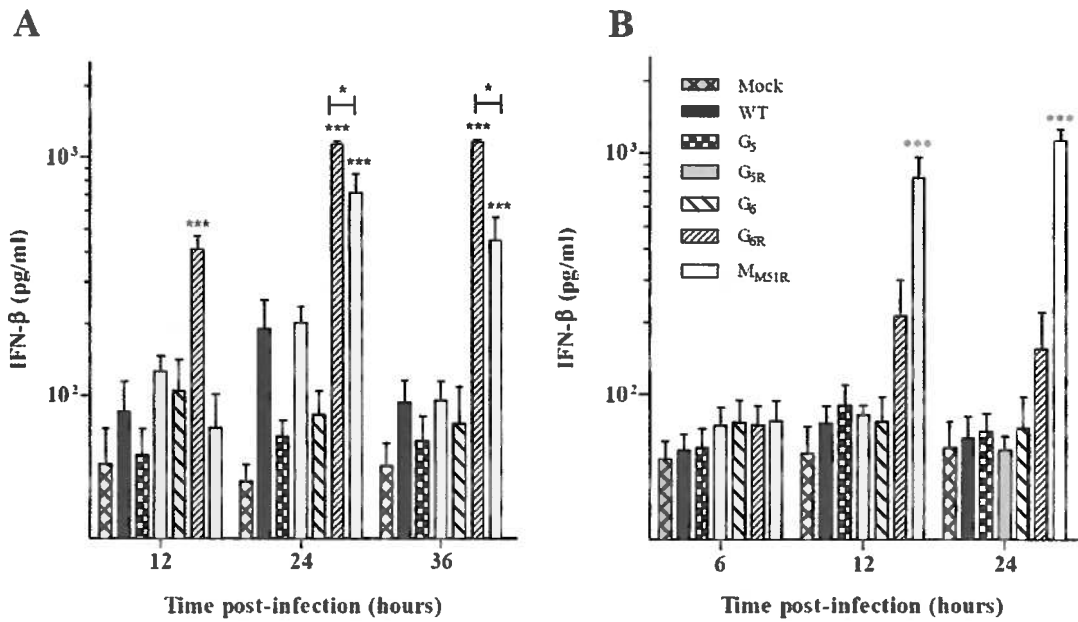 A
IFN-β (pg/ml)
10³
10²
***
*
***
***
*
***
***
12
24
36
Time post-infection (hours)
B
IFN-β (pg/ml)
10³
10²
Mock
WT
G5
G5R
G6
G6R
MM51R
***
***
6
12
24
Time post-infection (hours)